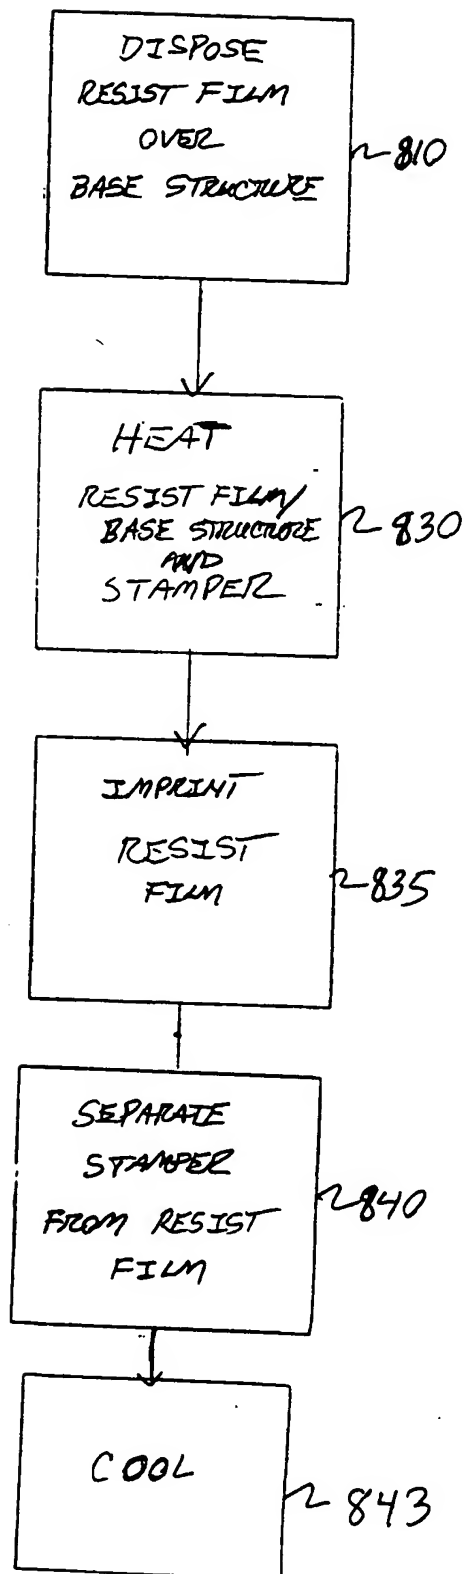 DISPOSE
RESIST FILM
OVER
BASE STRUCTURE
810
HEAT
RESIST FILM/
BASE STRUCTURE
AND
STAMPER
830
IMPRINT
RESIST
FILM
835
SEPARATE
STAMPER
FROM RESIST
FILM
840
COOL
843